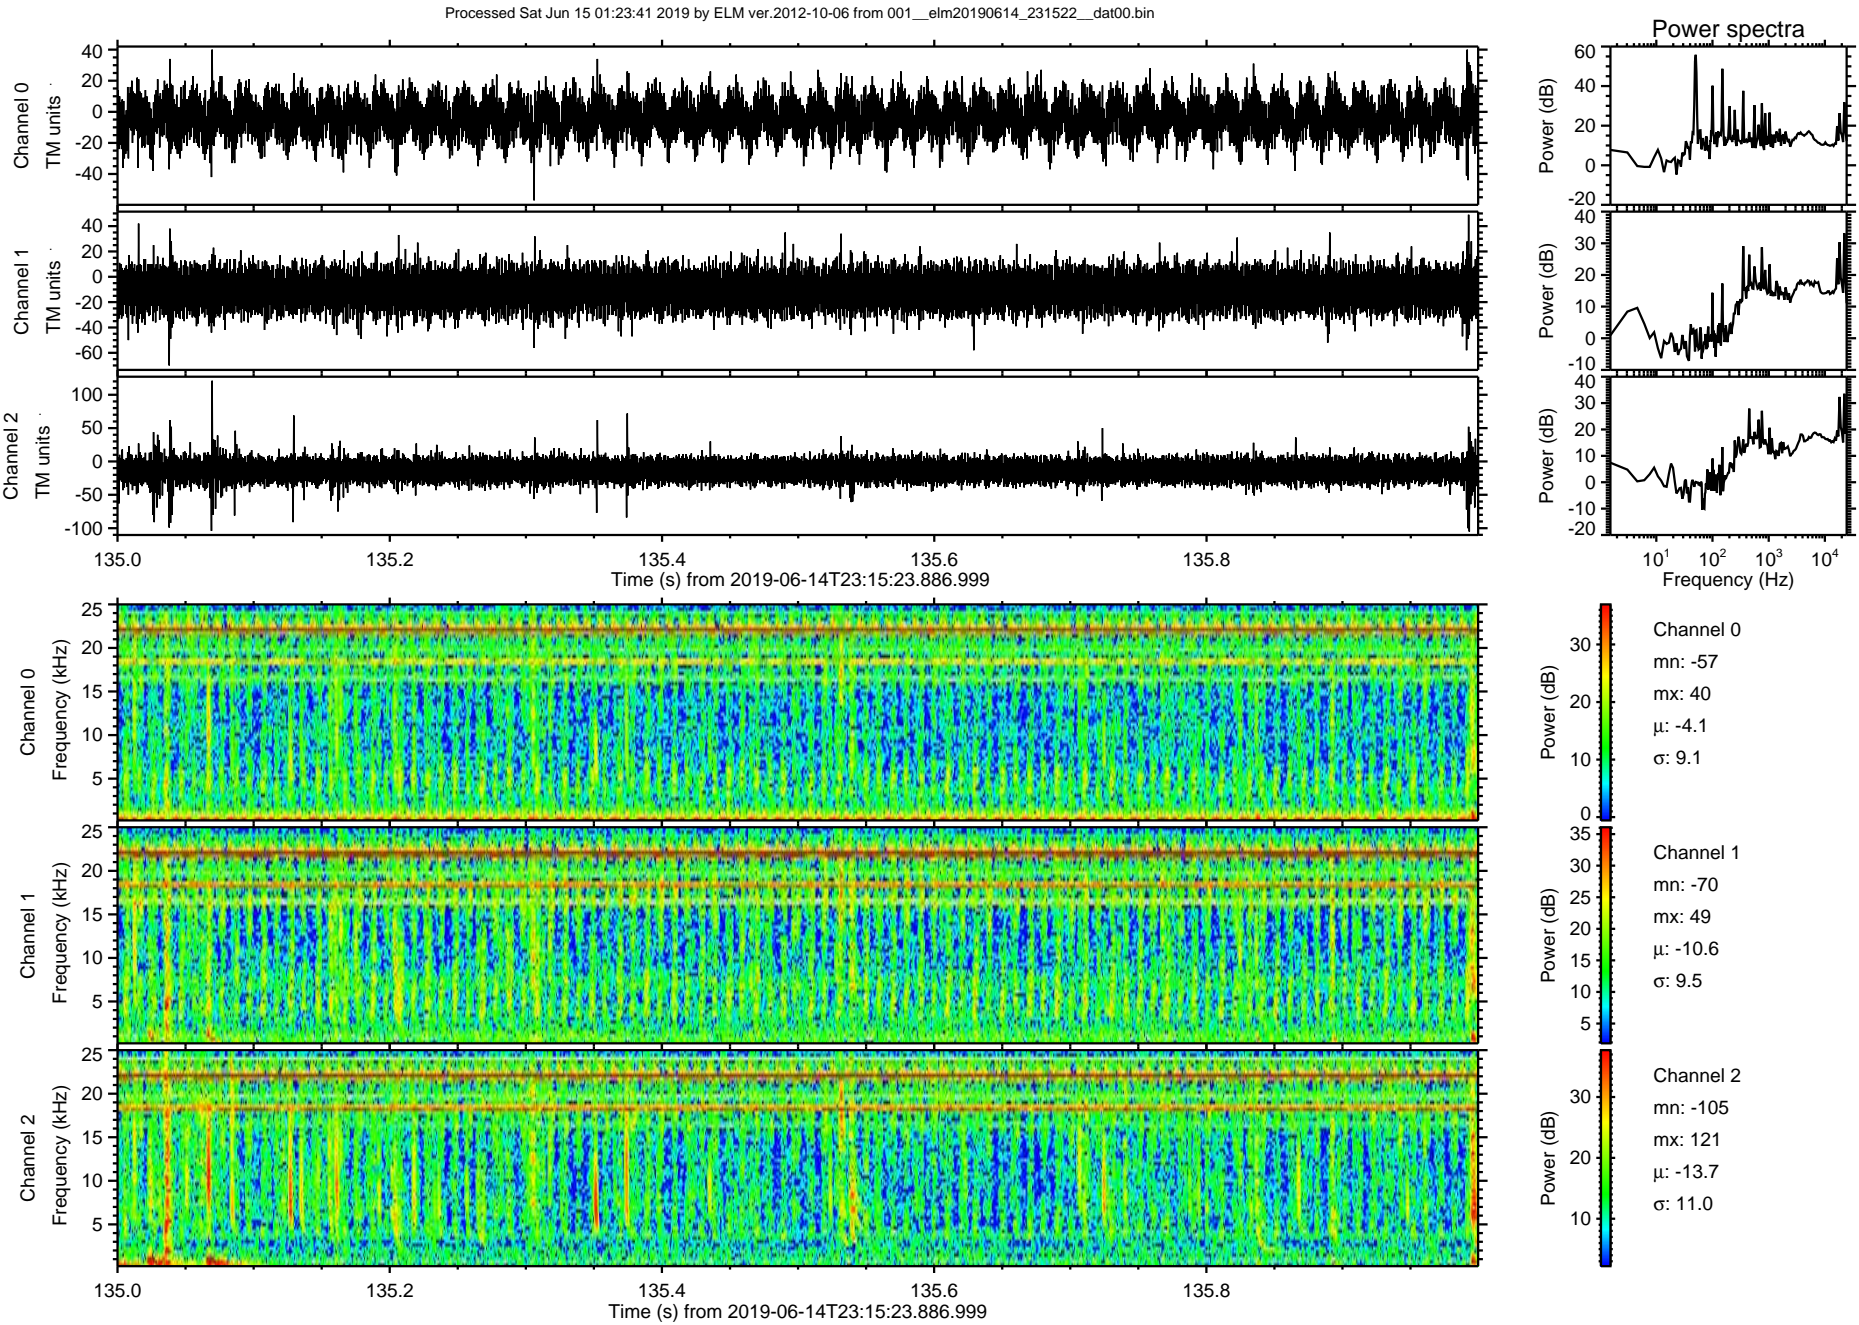 Processed Sat Jun 15 01:23:41 2019 by ELM ver.2012-10-06 from 001__elm20190614_231522__dat00.bin
Power spectra
Channel 0
TM units
40
20
0
-20
-40
Power (dB)
60
40
20
0
-20
Channel 1
TM units
40
20
0
-20
-40
-60
Power (dB)
40
30
20
10
0
-10
Channel 2
TM units
100
50
0
-50
-100
Power (dB)
40
30
20
10
0
-10
-20
135.0 135.2 135.4 135.6 135.8
Time (s) from 2019-06-14T23:15:23.886.999
10¹ 10² 10³ 10⁴
Frequency (Hz)
Channel 0
Frequency (kHz)
25
20
15
10
5
Power (dB)
30
20
10
0
Channel 0
mn: -57
mx: 40
μ: -4.1
σ: 9.1
Channel 1
Frequency (kHz)
25
20
15
10
5
Power (dB)
35
30
25
20
15
10
5
Channel 1
mn: -70
mx: 49
μ: -10.6
σ: 9.5
Channel 2
Frequency (kHz)
25
20
15
10
5
Power (dB)
30
20
10
Channel 2
mn: -105
mx: 121
μ: -13.7
σ: 11.0
135.0 135.2 135.4 135.6 135.8
Time (s) from 2019-06-14T23:15:23.886.999